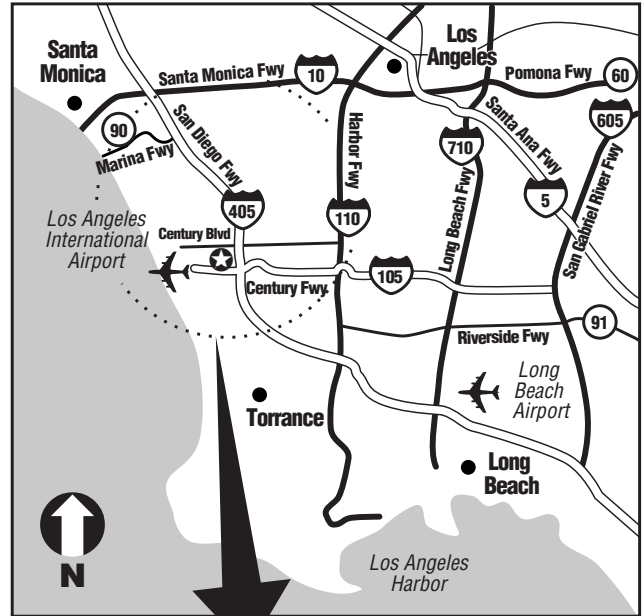 Santa
Monica
Los
Angeles
Santa Monica Fwy
10
Pomona Fwy
60
90
Marina Fwy
San Diego Fwy
Harbor Fwy
710
Santa Ana Fwy
605
Los Angeles
International
Airport
405
110
Long Beach Fwy
5
San Gabriel River Fwy
Century Blvd
Century Fwy
105
91
Riverside Fwy
Long
Beach
Airport
Torrance
Long
Beach
N
Los Angeles
Harbor